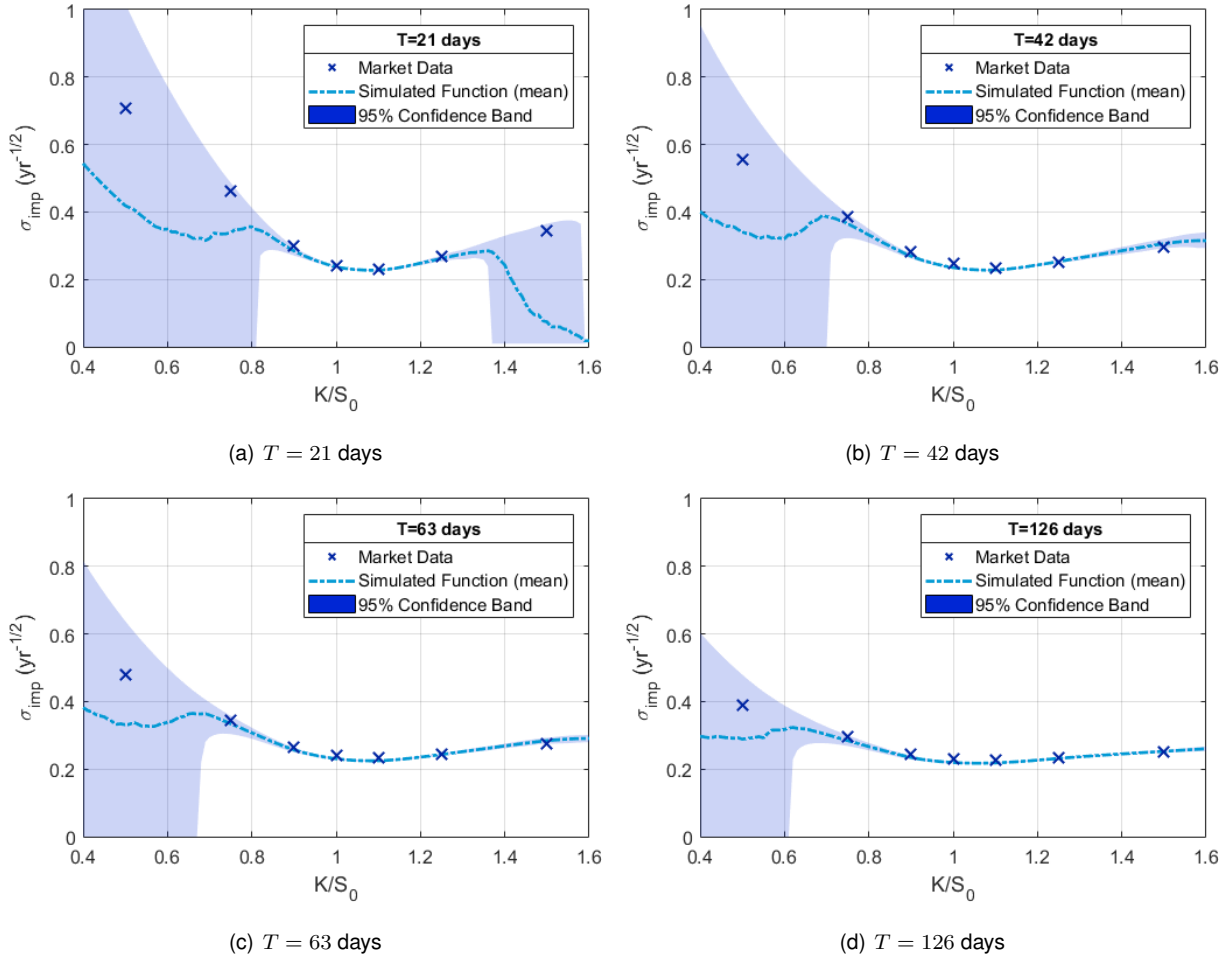 T=21 days
Market Data
Simulated Function (mean)
95% Confidence Band
1
0.8
0.6
0.4
0.2
0
σ_imp (yr^-1/2)
0.4 0.6 0.8 1 1.2 1.4 1.6
K/S_0
(a) T = 21 days
T=42 days
Market Data
Simulated Function (mean)
95% Confidence Band
1
0.8
0.6
0.4
0.2
0
σ_imp (yr^-1/2)
0.4 0.6 0.8 1 1.2 1.4 1.6
K/S_0
(b) T = 42 days
T=63 days
Market Data
Simulated Function (mean)
95% Confidence Band
1
0.8
0.6
0.4
0.2
0
σ_imp (yr^-1/2)
0.4 0.6 0.8 1 1.2 1.4 1.6
K/S_0
(c) T = 63 days
T=126 days
Market Data
Simulated Function (mean)
95% Confidence Band
1
0.8
0.6
0.4
0.2
0
σ_imp (yr^-1/2)
0.4 0.6 0.8 1 1.2 1.4 1.6
K/S_0
(d) T = 126 days